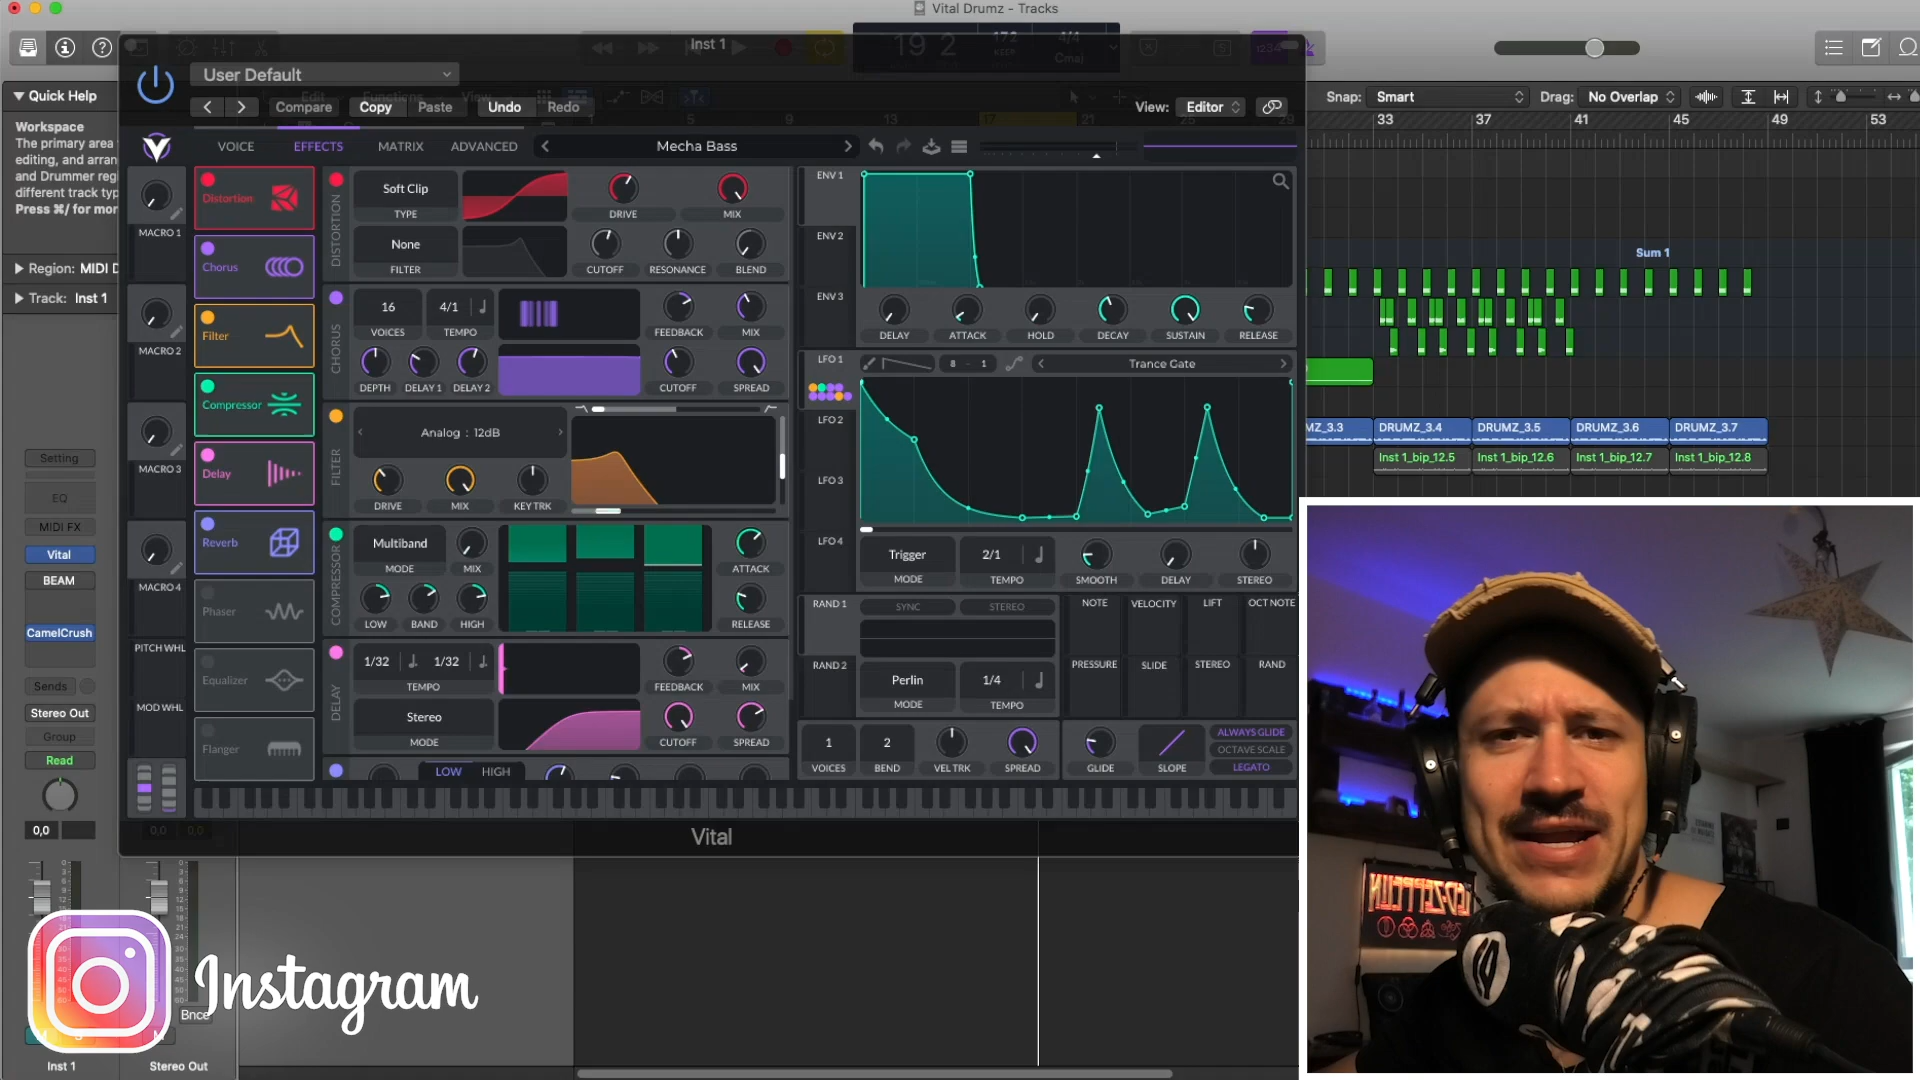 Vital Drumz - Tracks
Inst 1
User Default
Compare
Copy
Paste
Undo
Redo
View:
Editor
Snap:
Smart
Drag:
No Overlap
33
37
41
45
49
53
Quick Help
Workspace
The primary area
editing, and arran
and Drummer reg
different track typ
Press ⌘/ for mor
Region: MIDI D
Track: Inst 1
Setting
EQ
MIDI FX
Vital
BEAM
CamelCrush
Sends
Stereo Out
Group
Read
0,0
VOICE
EFFECTS
MATRIX
ADVANCED
Mecha Bass
MACRO 1
MACRO 2
MACRO 3
MACRO 4
PITCH WHL
MOD WHL
Distortion
Chorus
Filter
Compressor
Delay
Reverb
Phaser
Equalizer
Flanger
DISTORTION
Soft Clip
TYPE
DRIVE
MIX
None
FILTER
CUTOFF
RESONANCE
BLEND
CHORUS
16
VOICES
4/1
TEMPO
FEEDBACK
MIX
DEPTH
DELAY 1
DELAY 2
CUTOFF
SPREAD
FILTER
Analog : 12dB
DRIVE
MIX
KEY TRK
COMPRESSOR
Multiband
MODE
MIX
ATTACK
LOW
BAND
HIGH
RELEASE
DELAY
1/32
1/32
TEMPO
FEEDBACK
MIX
Stereo
MODE
CUTOFF
SPREAD
LOW
HIGH
ENV 1
ENV 2
ENV 3
DELAY
ATTACK
HOLD
DECAY
SUSTAIN
RELEASE
LFO 1
LFO 2
LFO 3
LFO 4
8 - 1
Trance Gate
Trigger
MODE
2/1
TEMPO
SMOOTH
DELAY
STEREO
RAND 1
RAND 2
SYNC
STEREO
Perlin
MODE
1/4
TEMPO
NOTE
VELOCITY
LIFT
OCT NOTE
PRESSURE
SLIDE
STEREO
RAND
1
VOICES
2
BEND
VEL TRK
SPREAD
GLIDE
SLOPE
ALWAYS GLIDE
OCTAVE SCALE
LEGATO
Vital
Sum 1
MZ_3.3
DRUMZ_3.4
DRUMZ_3.5
DRUMZ_3.6
DRUMZ_3.7
Inst 1_bip_12.5
Inst 1_bip_12.6
Inst 1_bip_12.7
Inst 1_bip_12.8
LED-ZEPPELIN
Instagram
Bnce
Inst 1
Stereo Out